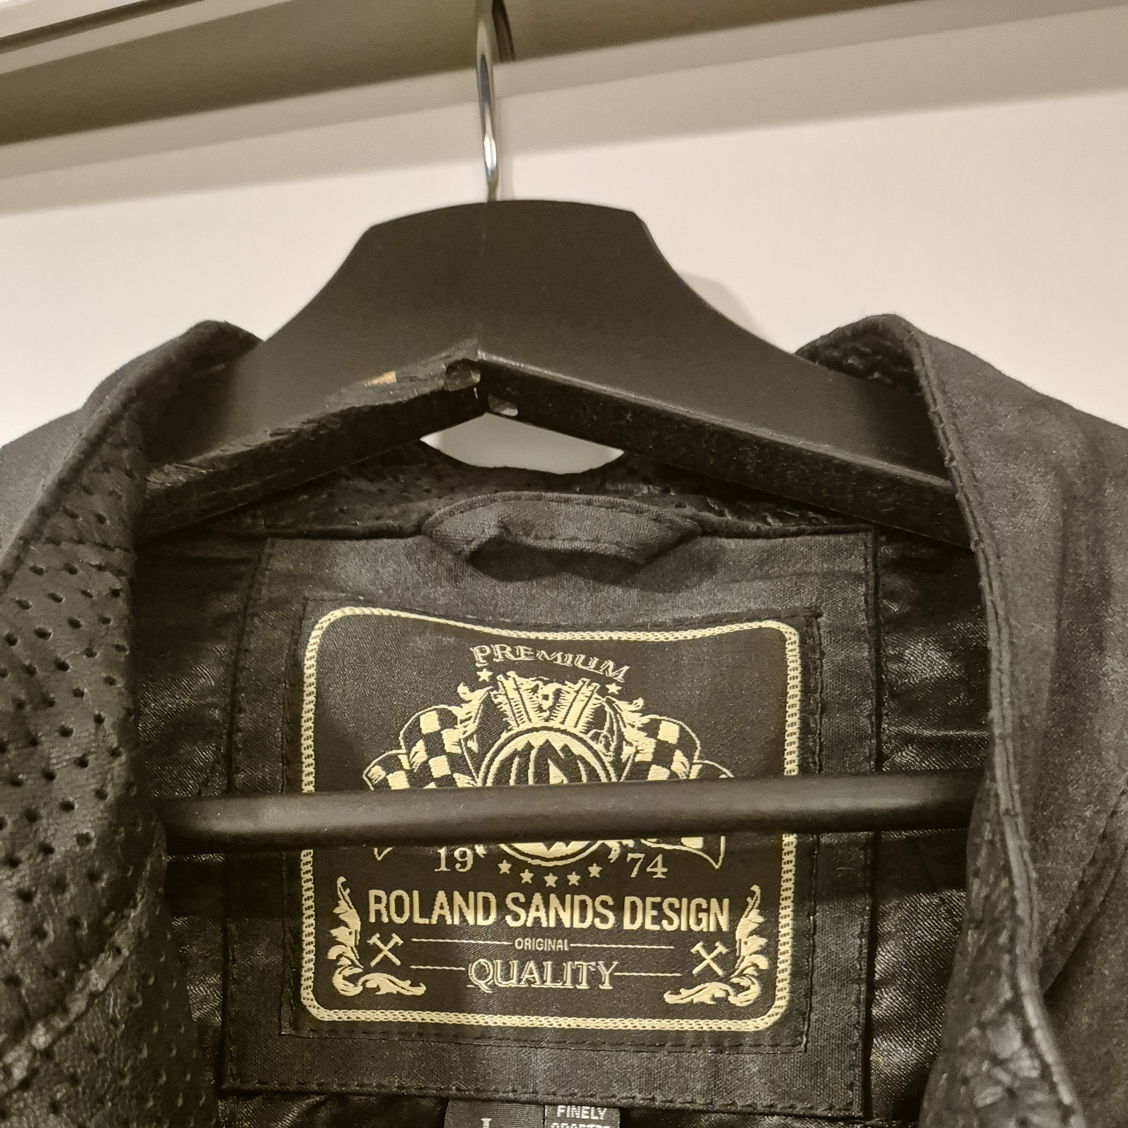 PREMIUM
19 74
ROLAND SANDS DESIGN
ORIGINAL
QUALITY
L
FINELY